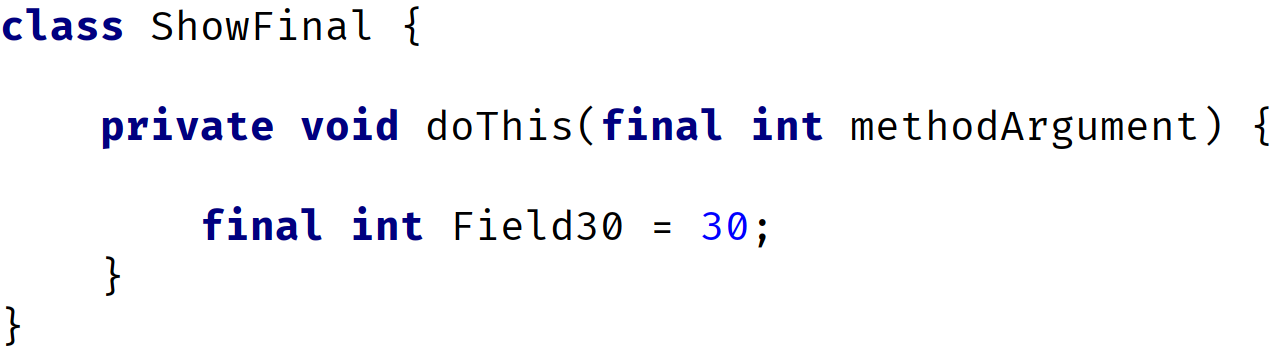 class ShowFinal {
private void doThis(final int methodArgument) {
final int Field30 = 30;
}
}